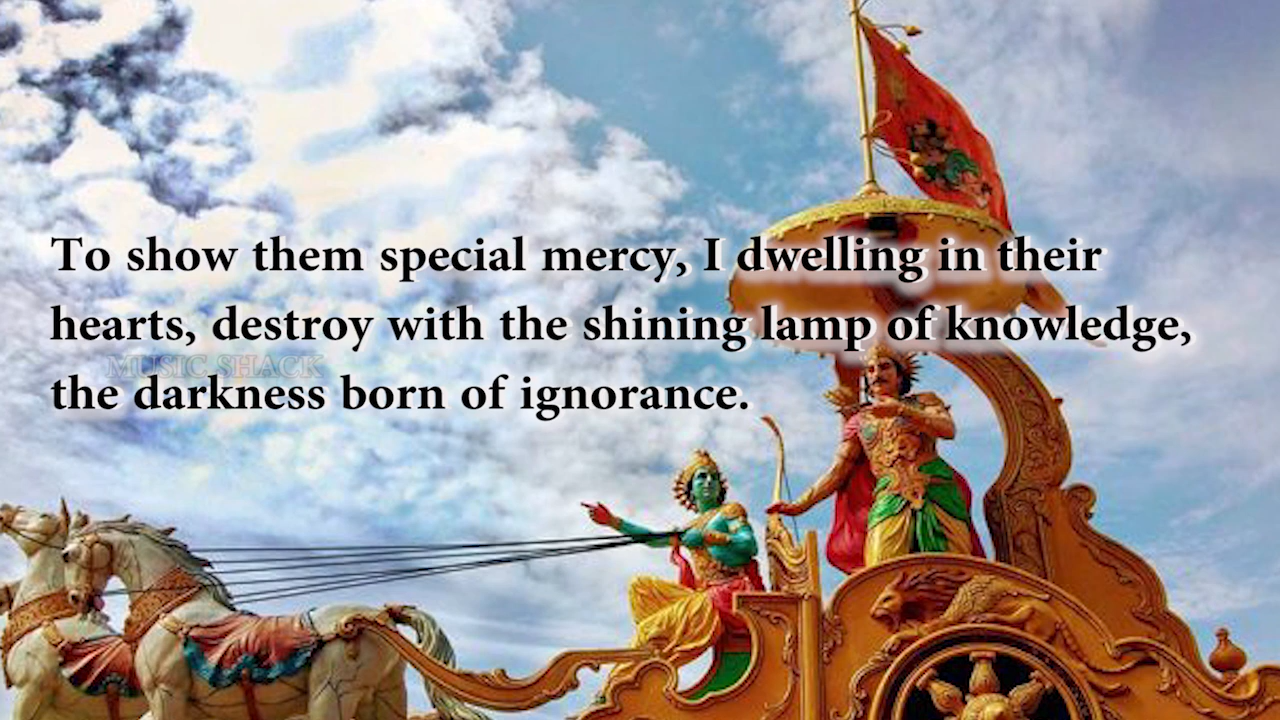 To show them special mercy, I dwelling in their
hearts, destroy with the shining lamp of knowledge,
MUSIC SHACK
the darkness born of ignorance.